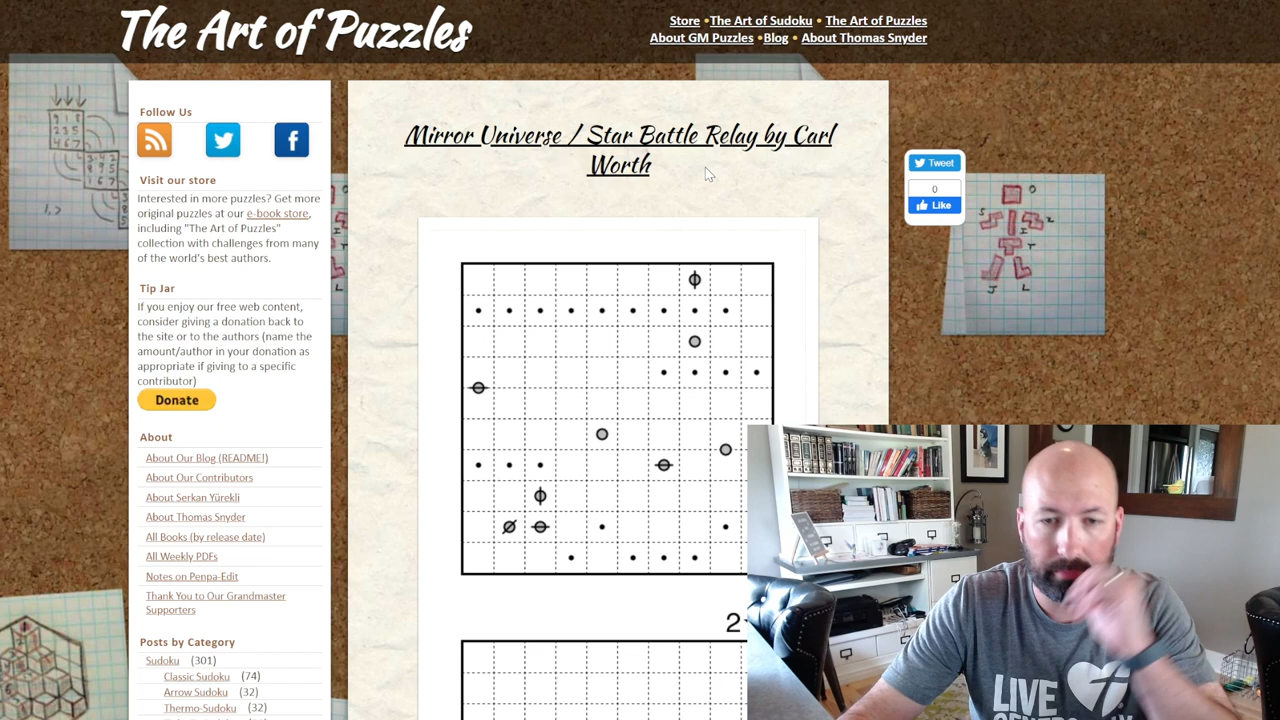 The Art of Puzzles
Store •The Art of Sudoku • The Art of Puzzles
About GM Puzzles •Blog • About Thomas Snyder
Follow Us
Visit our store
Interested in more puzzles? Get more
original puzzles at our e-book store,
including "The Art of Puzzles"
collection with challenges from many
of the world's best authors.
Tip Jar
If you enjoy our free web content,
consider giving a donation back to
the site or to the authors (name the
amount/author in your donation as
appropriate if giving to a specific
contributor)
Donate
About
About Our Blog (README!)
About Our Contributors
About Serkan Yürekli
About Thomas Snyder
All Books (by release date)
All Weekly PDFs
Notes on Penpa-Edit
Thank You to Our Grandmaster
Supporters
Posts by Category
Sudoku (301)
Classic Sudoku (74)
Arrow Sudoku (32)
Thermo-Sudoku (32)
Mirror Universe / Star Battle Relay by Carl
Worth
2
Tweet
0
Like
LIVE